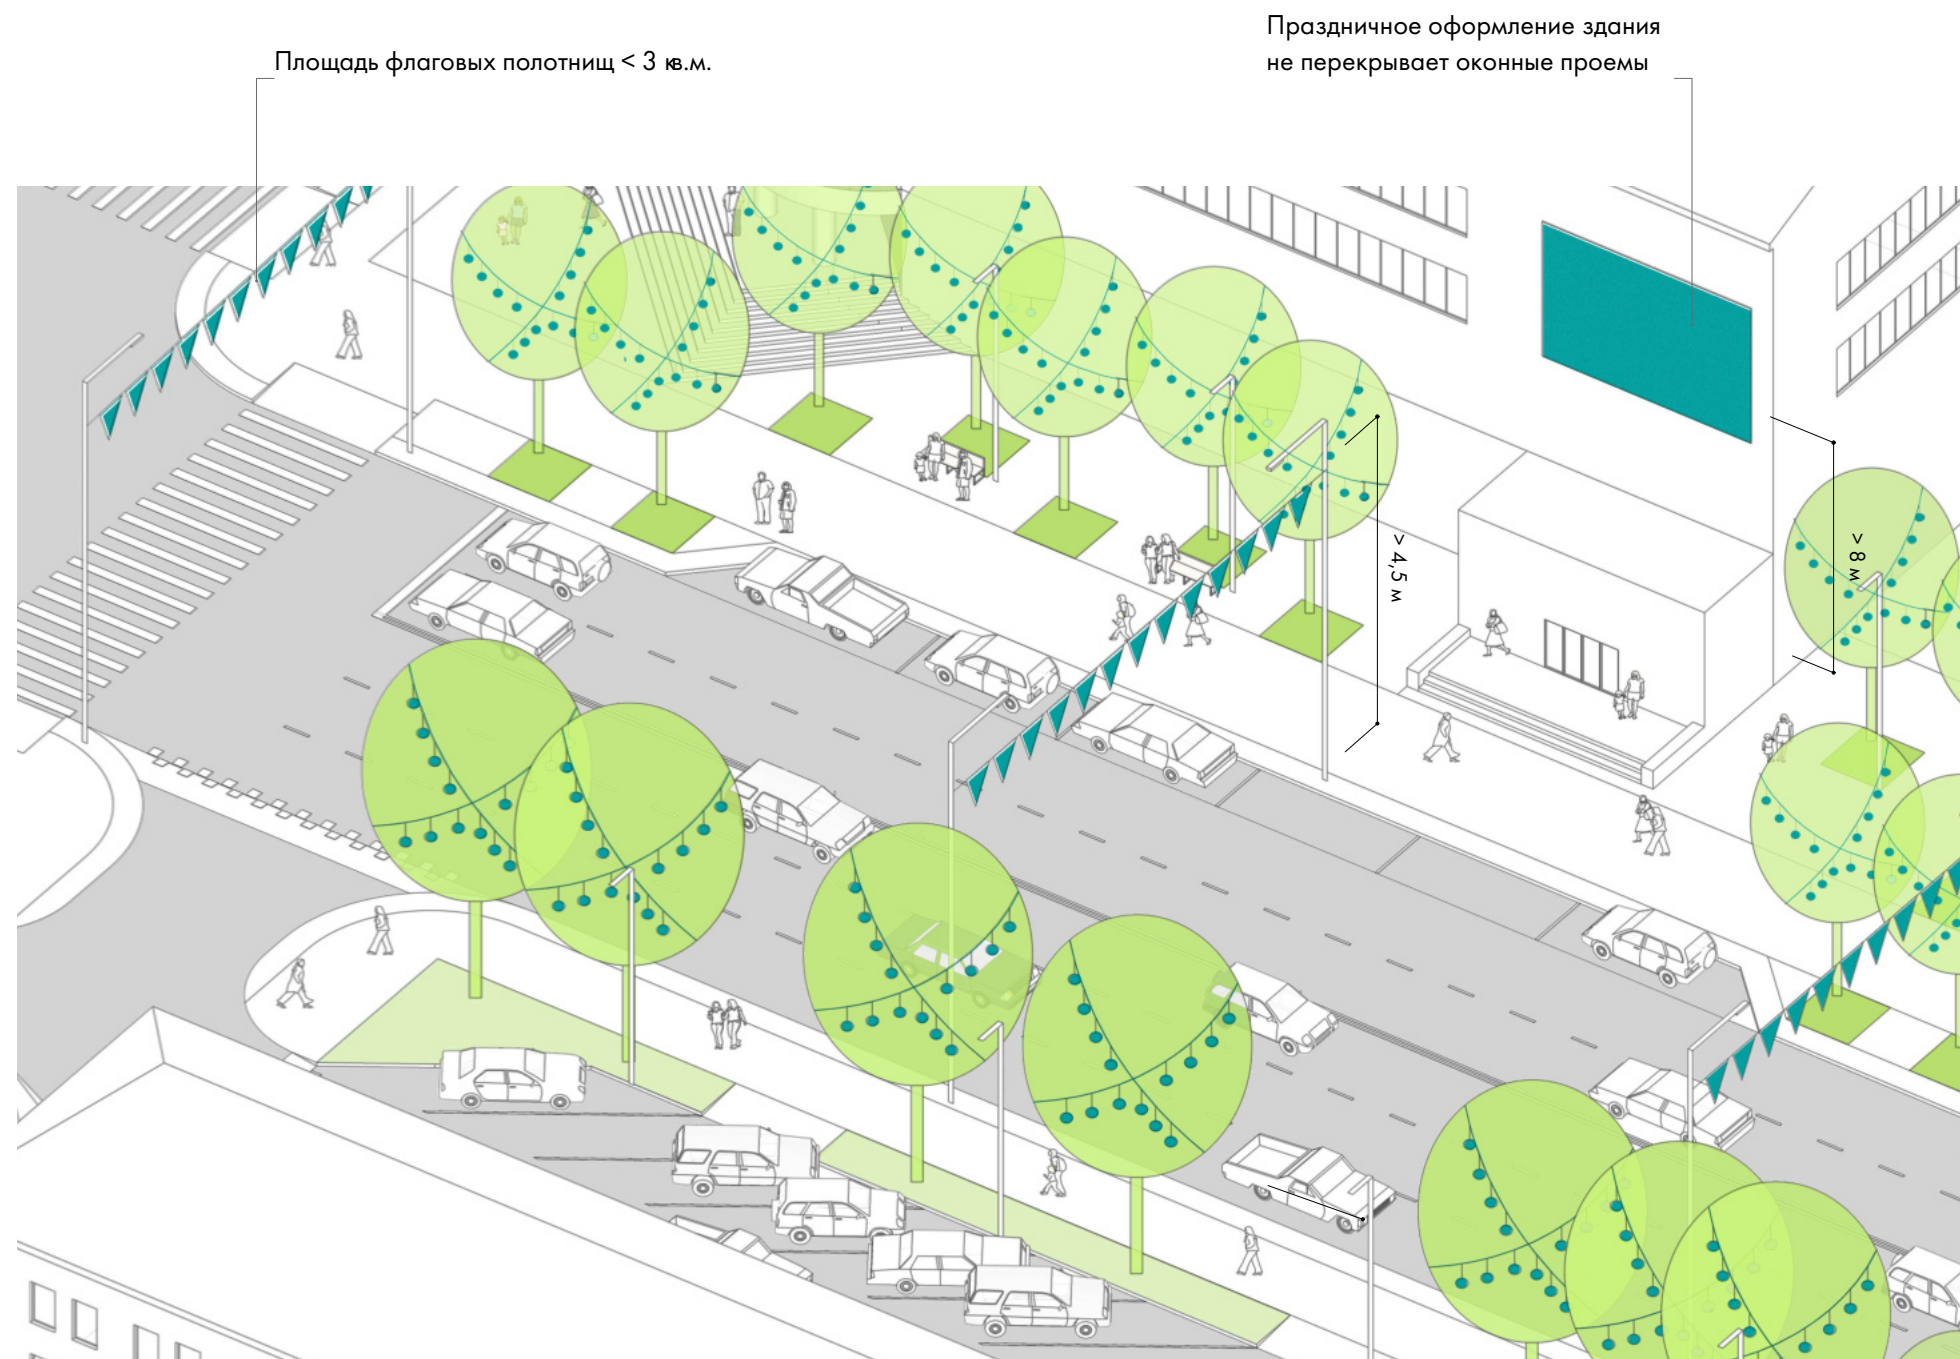 Праздничное оформление здания
не перекрывает оконные проемы
Площадь флаговых полотнищ < 3 кв.м.
> 4,5 м
> 8 м